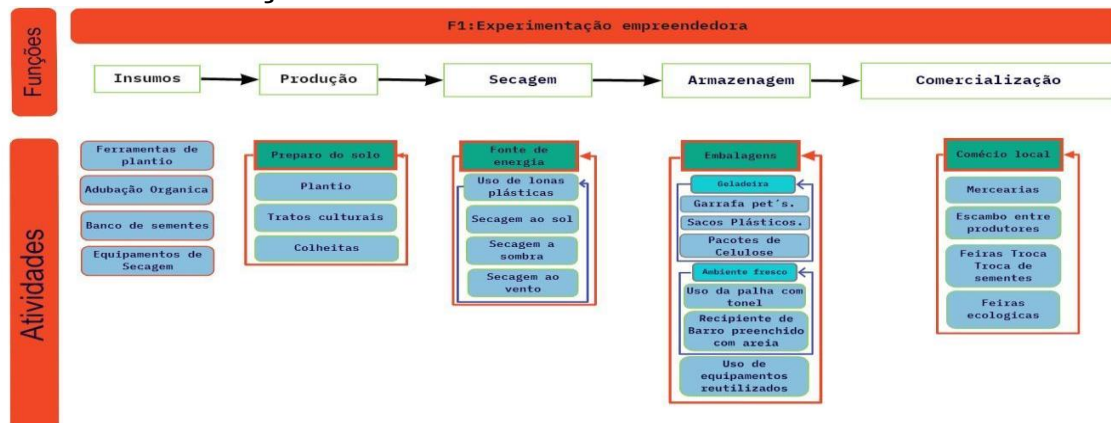 Funções
F1:Experimentação empreendedora
Insumos
Produção
Secagem
Armazenagem
Comercialização
Atividades
Ferramentas de
plantio
Adubação Organica
Banco de sementes
Equipamentos de
Secagem
Preparo do solo
Plantio
Tratos culturais
Colheitas
Fonte de
energia
Uso de lonas
plásticas
Secagem ao sol
Secagem a
sombra
Secagem ao
vento
Embalagens
Geladeira
Garrafa pet´s.
Sacos Plásticos.
Pacotes de
Celulose
Ambiente fresco
Uso da palha com
tonel
Recipiente de
Barro preenchido
com areia
Uso de
equipamentos
reutilizados
Comécio local
Mercearias
Escambo entre
produtores
Feiras Troca
Troca de
sementes
Feiras
ecologicas